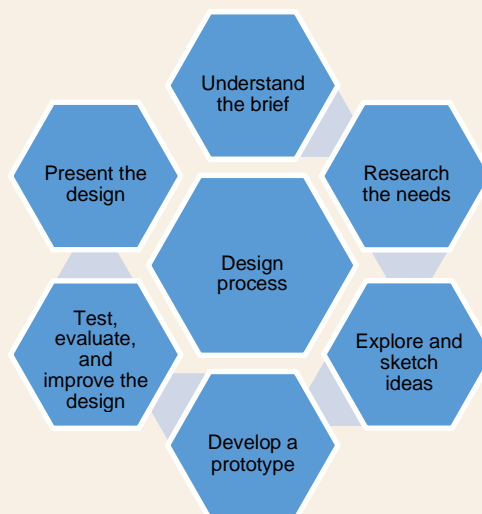 Understand
the brief
Research
the needs
Explore and
sketch
ideas
Develop a
prototype
Test,
evaluate,
and
improve the
design
Present the
design
Design
process